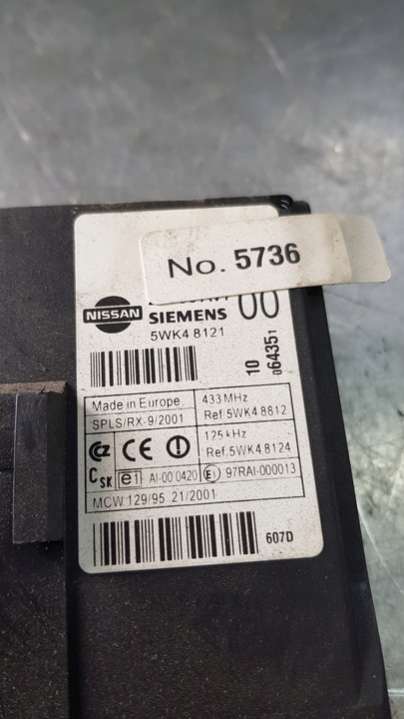 No. 5736
NISSAN
SIEMENS 00
5WK4 8121
10
064351
Made in Europe
433 MHz
SPLS/RX-9/2001
Ref. 5WK4 8812
125 kHz
Ref. 5WK4 8124
CE
C SK
e1 AI-00 0420
E1 97RAI-000013
MCW 129/95 21/2001
607D